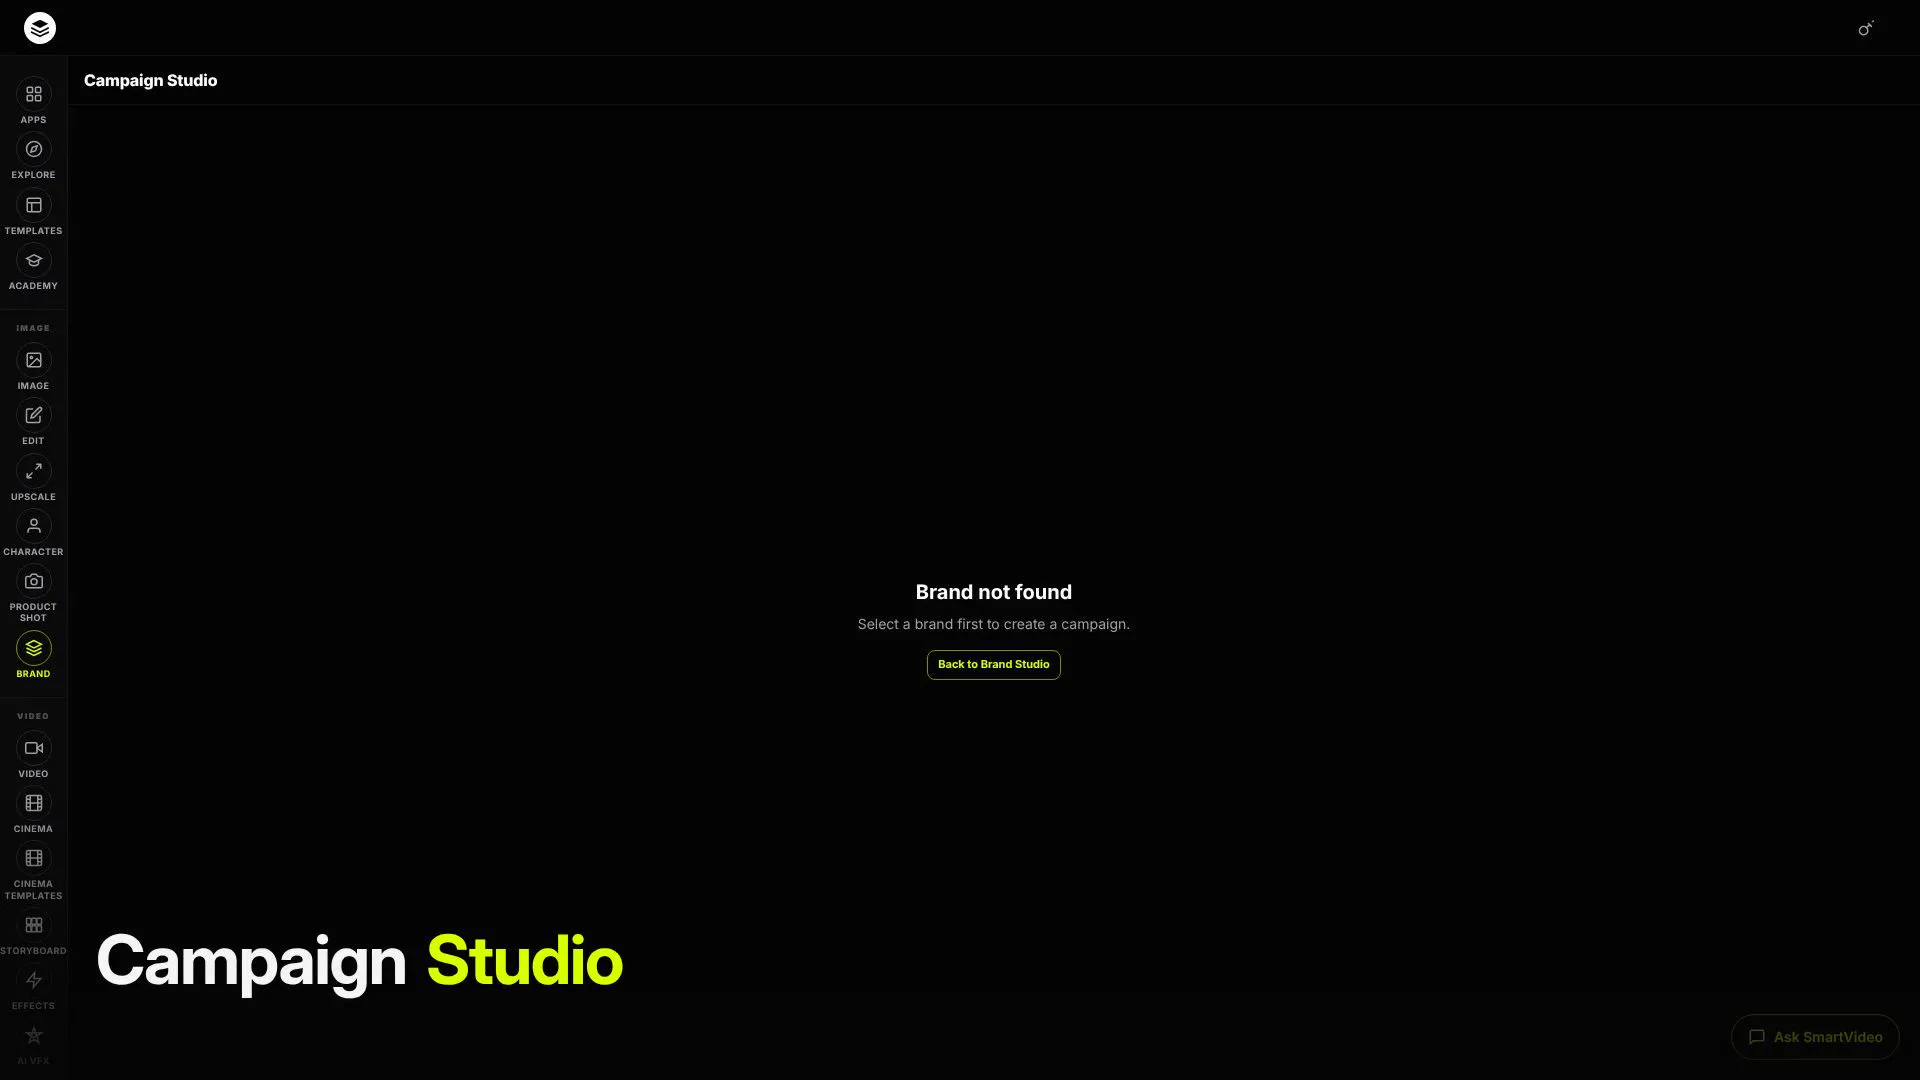 Campaign Studio
APPS
EXPLORE
TEMPLATES
ACADEMY
IMAGE
IMAGE
EDIT
UPSCALE
CHARACTER
PRODUCT
SHOT
BRAND
VIDEO
VIDEO
CINEMA
CINEMA
TEMPLATES
STORYBOARD
EFFECTS
AI VFX
Brand not found
Select a brand first to create a campaign.
Back to Brand Studio
Campaign Studio
Ask SmartVideo